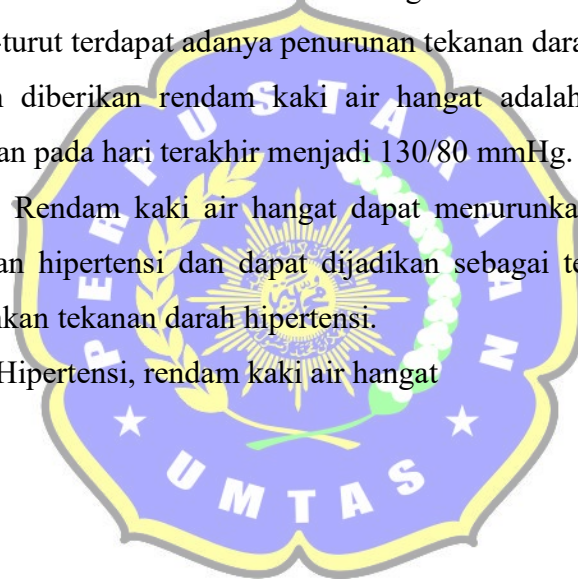 -turut terdapat adanya penurunan tekanan dara
diberikan rendam kaki air hangat adalah
an pada hari terakhir menjadi 130/80 mmHg.
Rendam kaki air hangat dapat menurunka
an hipertensi dan dapat dijadikan sebagai te
kan tekanan darah hipertensi.
Hipertensi, rendam kaki air hangat
PERPUSTAKAAN
UMTAS